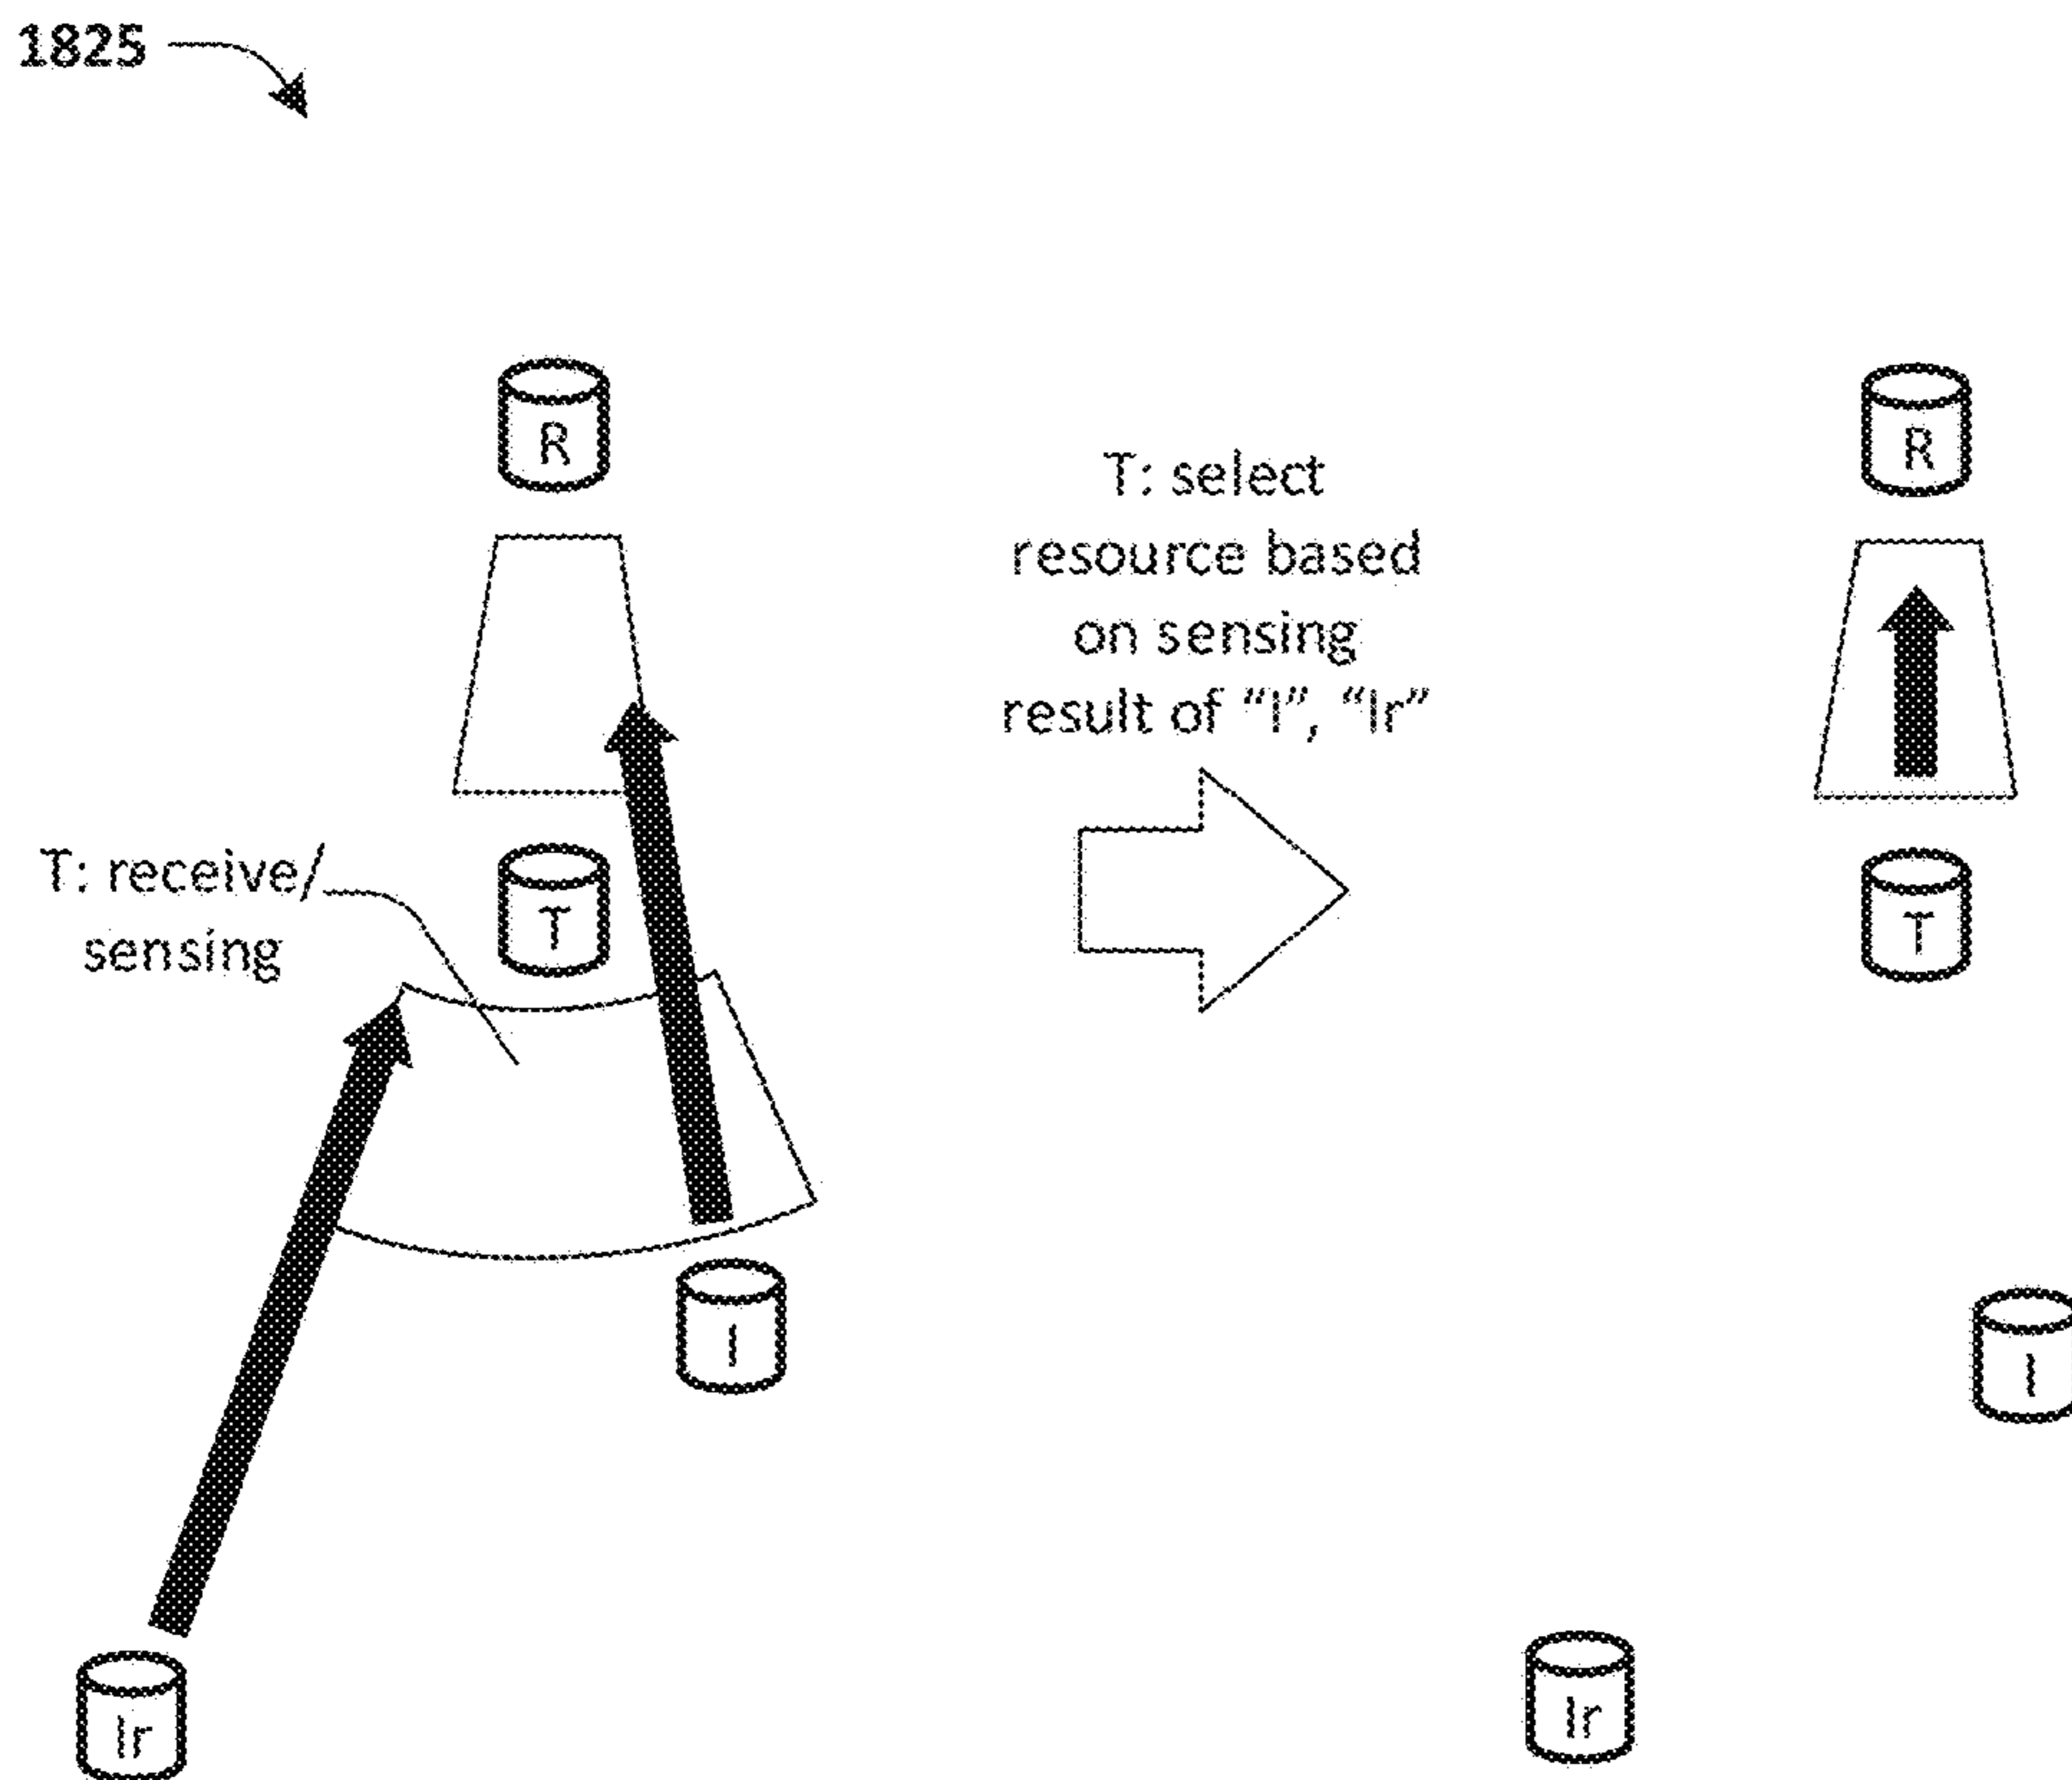 1825
R
T: select
resource based
on sensing
result of “I”, “Ir”
R
T: receive/
sensing
T
T
I
I
Ir
Ir